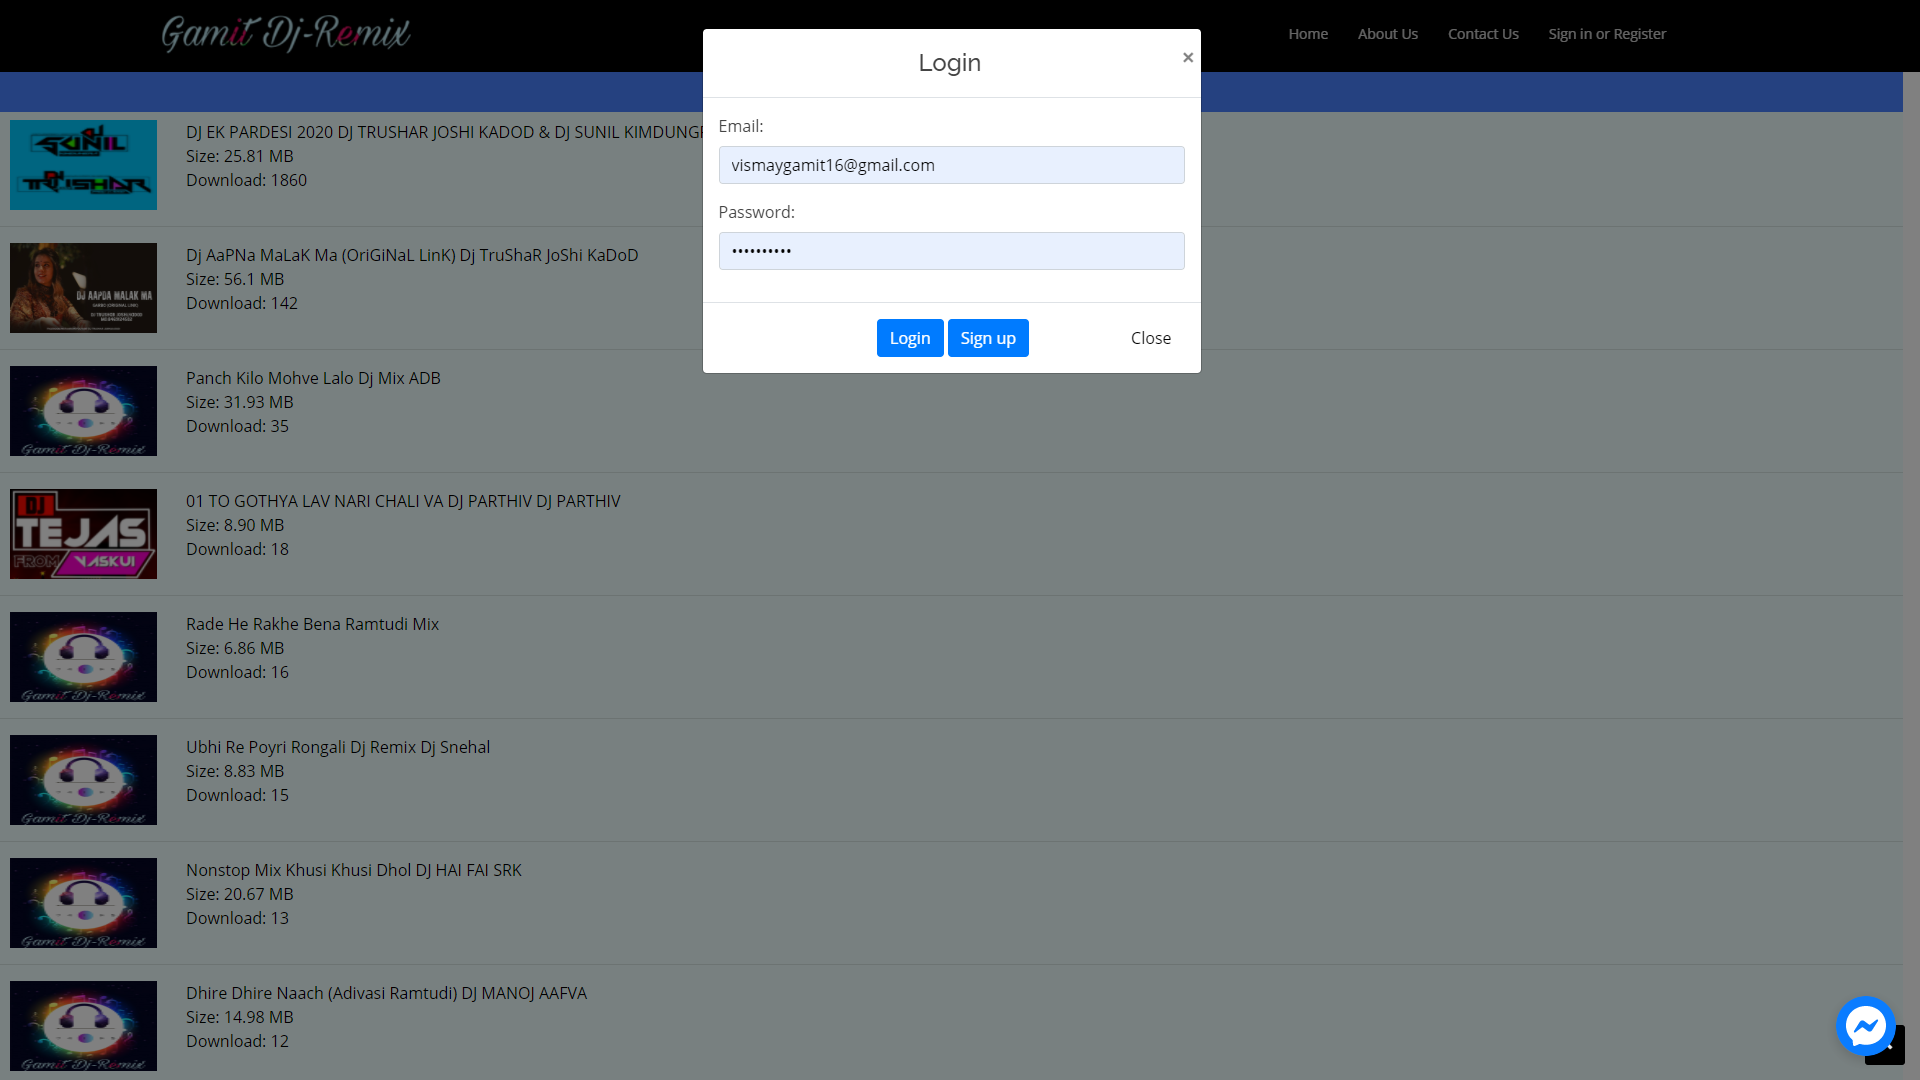 Gamit Dj-Remix
Home
About Us
Contact Us
Sign in or Register
Login
×
Email:
vismaygamit16@gmail.com
Password:
••••••••••
Login
Sign up
Close
DJ SUNIL
DJ TRUSHAR
DJ EK PARDESI 2020 DJ TRUSHAR JOSHI KADOD & DJ SUNIL
Size: 25.81 MB
Download: 1860
DJ AAPDA MALAK MA
Dj AaPNa MaLaK Ma (OriGiNaL LinK) Dj TruShaR JoShi KaDoD
Size: 56.1 MB
Download: 142
Gamit Dj-Remix
Panch Kilo Mohve Lalo Dj Mix ADB
Size: 31.93 MB
Download: 35
DJ
TEJAS
FROM VASKUI
01 TO GOTHYA LAV NARI CHALI VA DJ PARTHIV DJ PARTHIV
Size: 8.90 MB
Download: 18
Gamit Dj-Remix
Rade He Rakhe Bena Ramtudi Mix
Size: 6.86 MB
Download: 16
Gamit Dj-Remix
Ubhi Re Poyri Rongali Dj Remix Dj Snehal
Size: 8.83 MB
Download: 15
Gamit Dj-Remix
Nonstop Mix Khusi Khusi Dhol DJ HAI FAI SRK
Size: 20.67 MB
Download: 13
Gamit Dj-Remix
Dhire Dhire Naach (Adivasi Ramtudi) DJ MANOJ AAFVA
Size: 14.98 MB
Download: 12